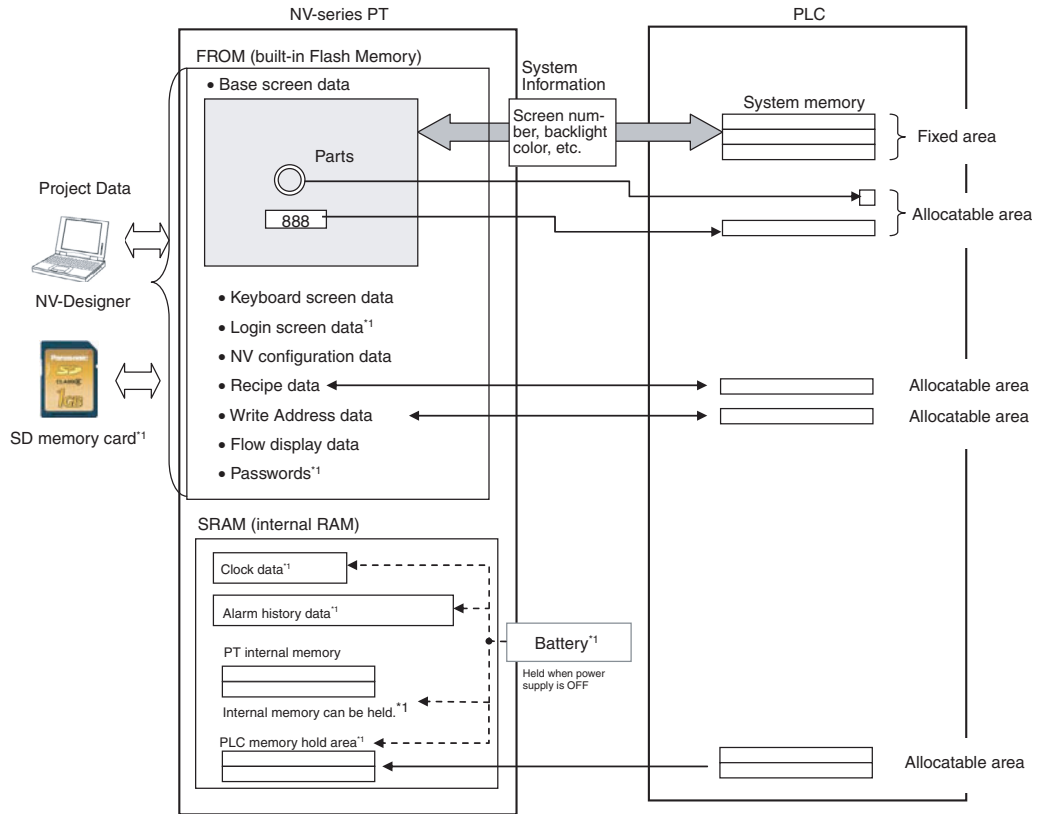 NV-series PT
PLC
FROM (built-in Flash Memory)
• Base screen data
System
Information
Screen num-
ber, backlight
color, etc.
System memory
Fixed area
Parts
888
Allocatable area
Project Data
NV-Designer
• Keyboard screen data
• Login screen data*1
• NV configuration data
• Recipe data
Allocatable area
• Write Address data
Allocatable area
• Flow display data
• Passwords*1
Panasonic
SD
1GB
SD memory card*1
SRAM (internal RAM)
Clock data*1
Alarm history data*1
Battery*1
Held when power
supply is OFF
PT internal memory
Internal memory can be held.*1
PLC memory hold area*1
Allocatable area